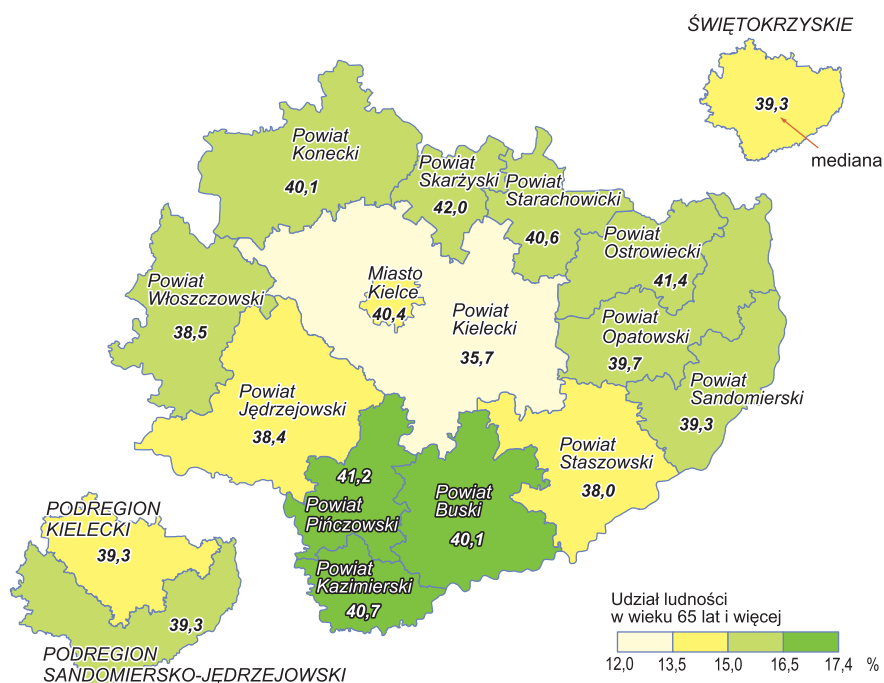 ŚWIĘTOKRZYSKIE
39,3
mediana
Powiat
Konecki
40,1
Powiat
Skarżyski
42,0
Powiat
Starachowicki
40,6
Powiat
Ostrowiecki
41,4
Miasto
Kielce
40,4
Powiat
Włoszczowski
38,5
Powiat
Kielecki
35,7
Powiat
Opatowski
39,7
Powiat
Sandomierski
39,3
Powiat
Jędrzejowski
38,4
Powiat
Staszowski
38,0
41,2
Powiat
Pińczowski
Powiat
Buski
40,1
Powiat
Kazimierski
40,7
PODREGION
KIELECKI
39,3
39,3
PODREGION
SANDOMIERSKO-JĘDRZEJOWSKI
Udział ludności
w wieku 65 lat i więcej
12,0 13,5 15,0 16,5 17,4 %